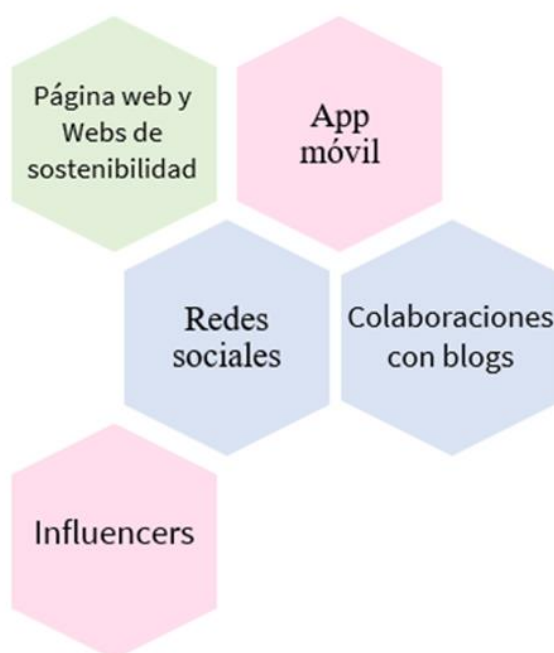 Página web y
Webs de
sostenibilidad
App
móvil
Redes
sociales
Colaboraciones
con blogs
Influencers